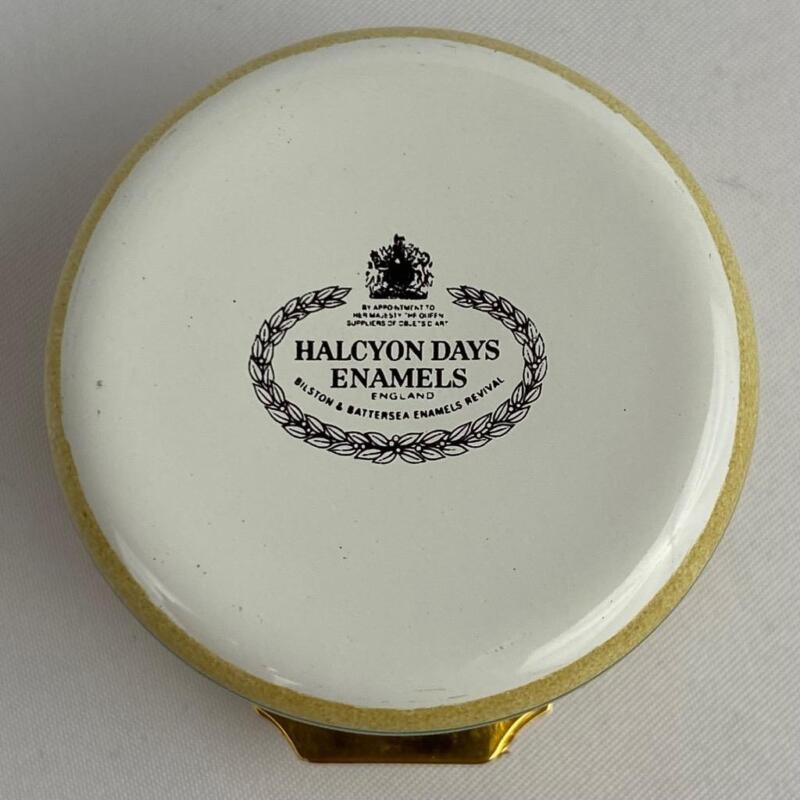 BY APPOINTMENT TO
HER MAJESTY THE QUEEN
SUPPLIERS OF OBJETS D'ART
HALCYON DAYS
ENAMELS
ENGLAND
BILSTON & BATTERSEA ENAMELS REVIVAL